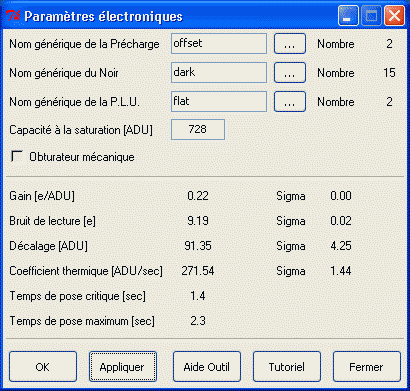 Paramètres électroniques
Nom générique de la Précharge offset ... Nombre 2
Nom générique du Noir dark ... Nombre 15
Nom générique de la P.L.U. flat ... Nombre 2
Capacité à la saturation [ADU] 728
Obturateur mécanique
Gain [e/ADU] 0.22 Sigma 0.00
Bruit de lecture [e] 9.19 Sigma 0.02
Décalage [ADU] 91.35 Sigma 4.25
Coefficient thermique [ADU/sec] 271.54 Sigma 1.44
Temps de pose critique [sec] 1.4
Temps de pose maximum [sec] 2.3
OK Appliquer Aide Outil Tutoriel Fermer